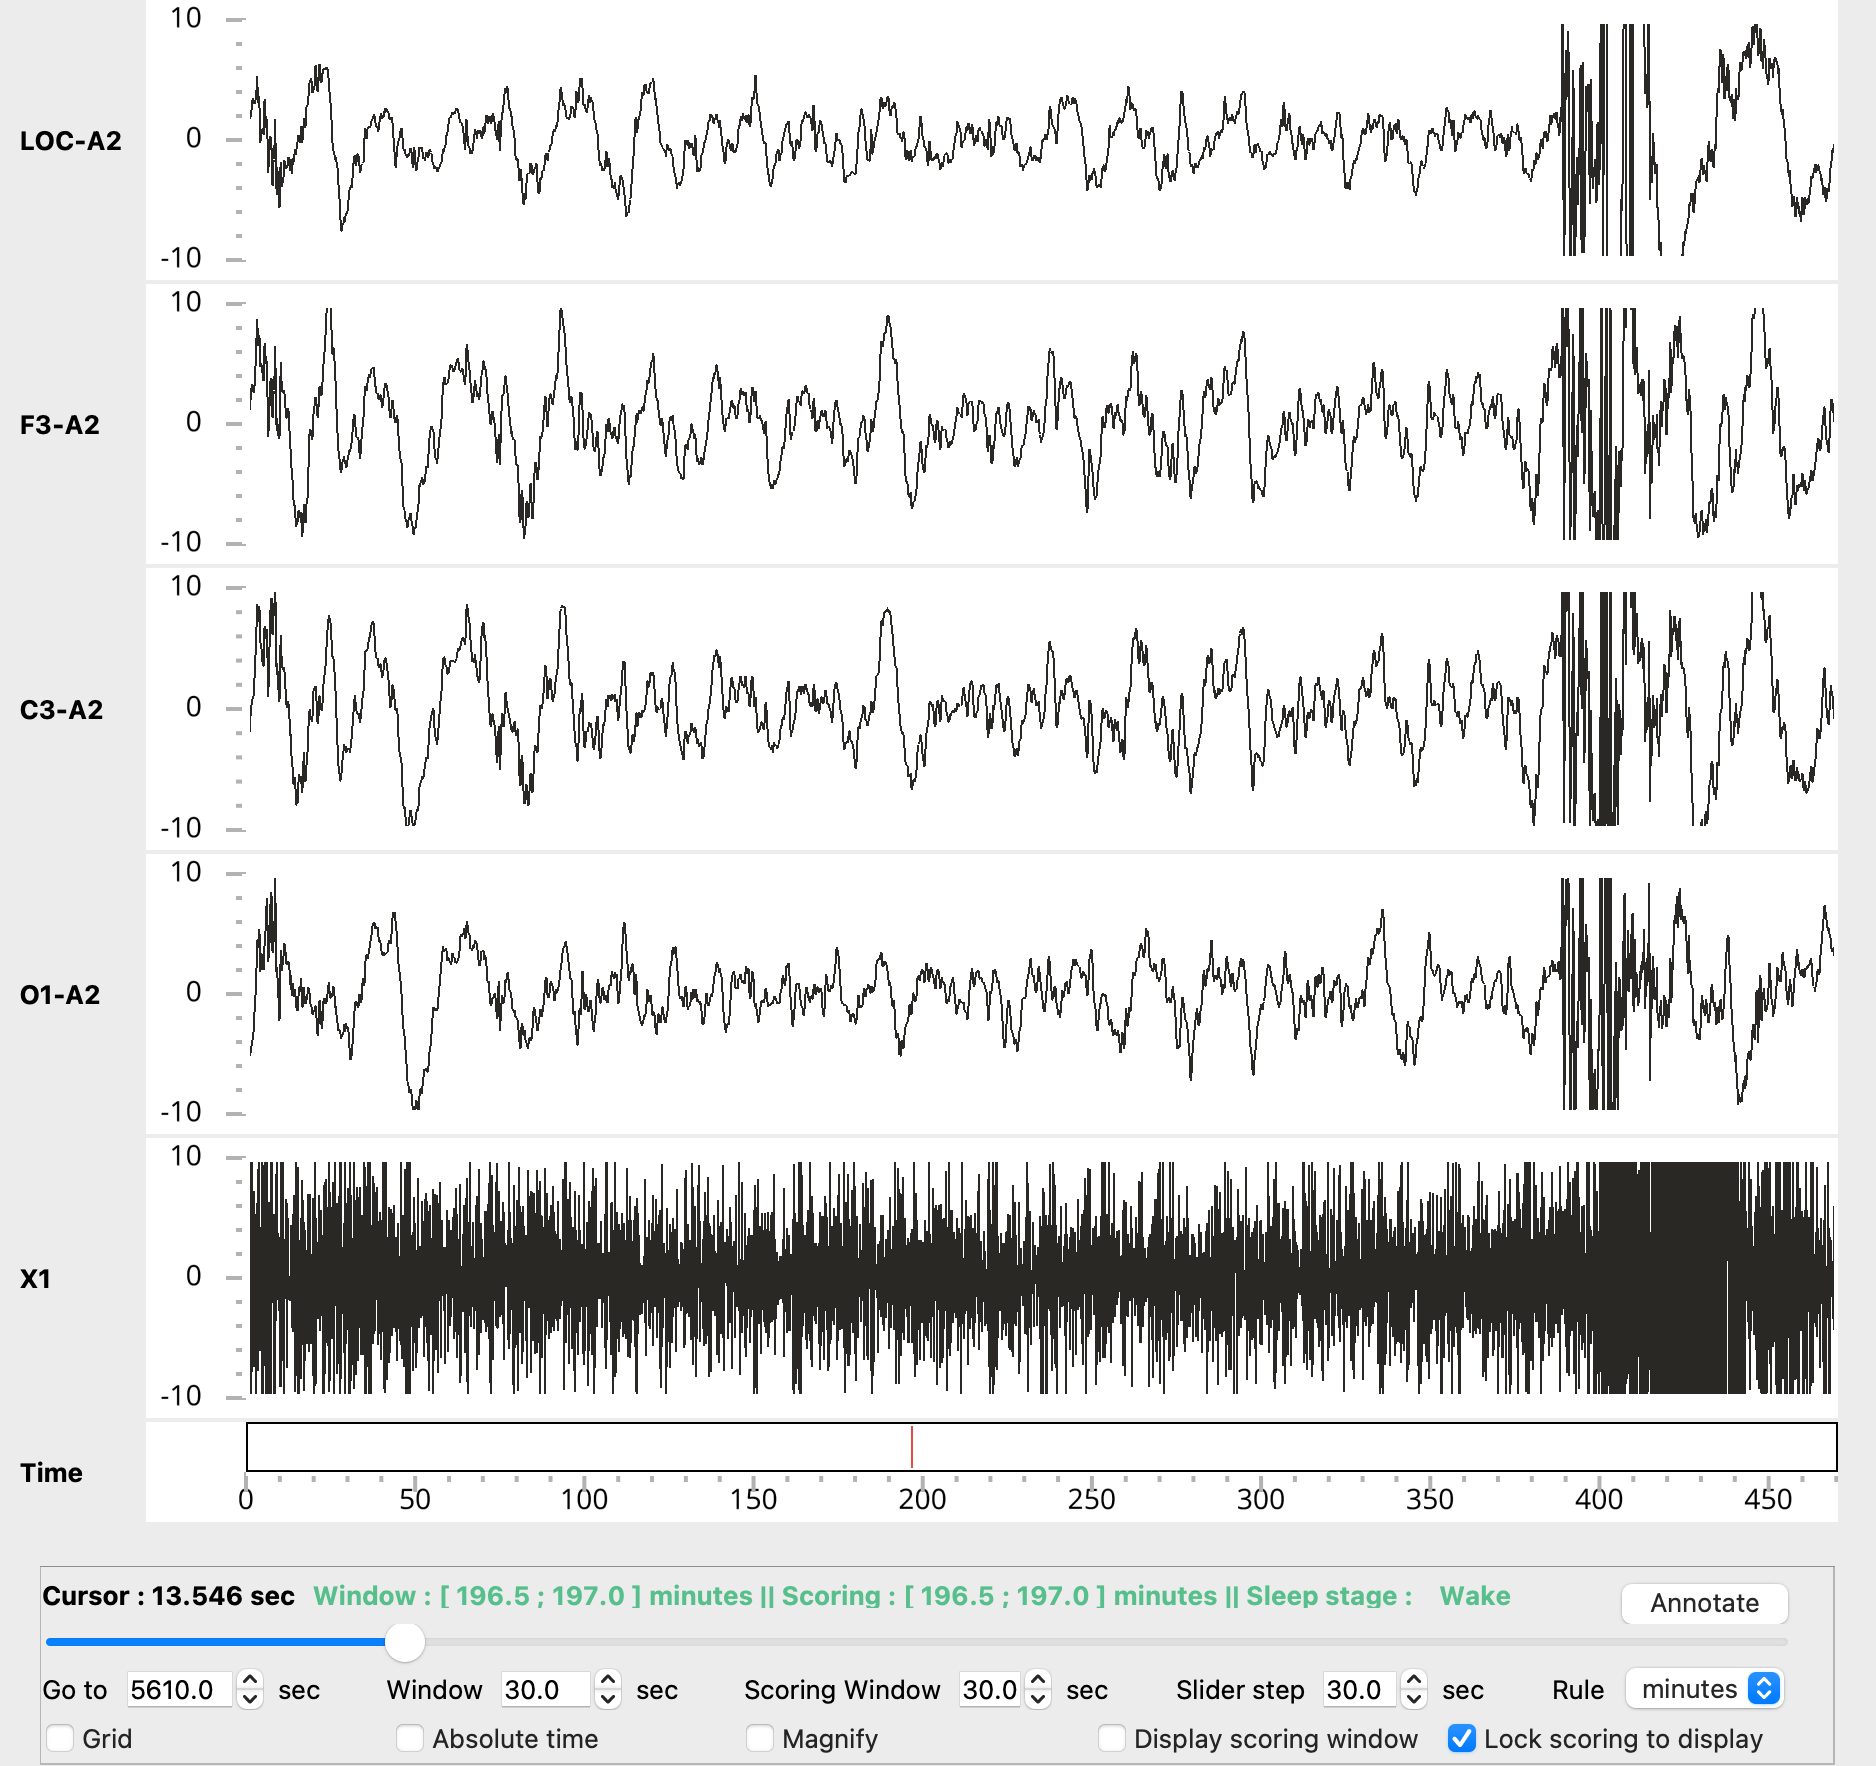 10
LOC-A2
0
-10
10
F3-A2
0
-10
10
C3-A2
0
-10
10
O1-A2
0
-10
10
X1
0
-10
Time
0 50 100 150 200 250 300 350 400 450
Cursor : 13.546 sec Window : [ 196.5 ; 197.0 ] minutes || Scoring : [ 196.5 ; 197.0 ] minutes || Sleep stage : Wake Annotate
Go to 5610.0 sec Window 30.0 sec Scoring Window 30.0 sec Slider step 30.0 sec Rule minutes
Grid Absolute time Magnify Display scoring window Lock scoring to display